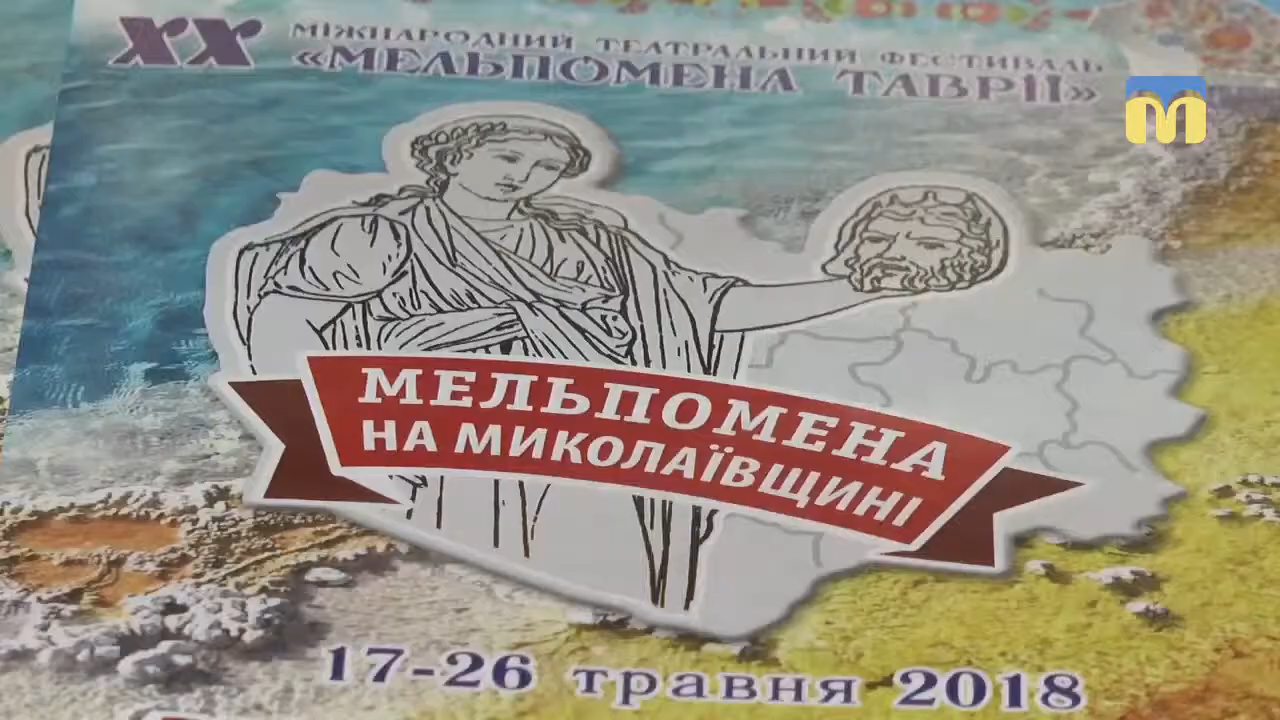 XX МІЖНАРОДНИЙ ТЕАТРАЛЬНИЙ ФЕСТИВАЛЬ
«МЕЛЬПОМЕНА ТАВРІЇ»
МЕЛЬПОМЕНА
НА МИКОЛАЇВЩИНІ
17-26 травня 2018